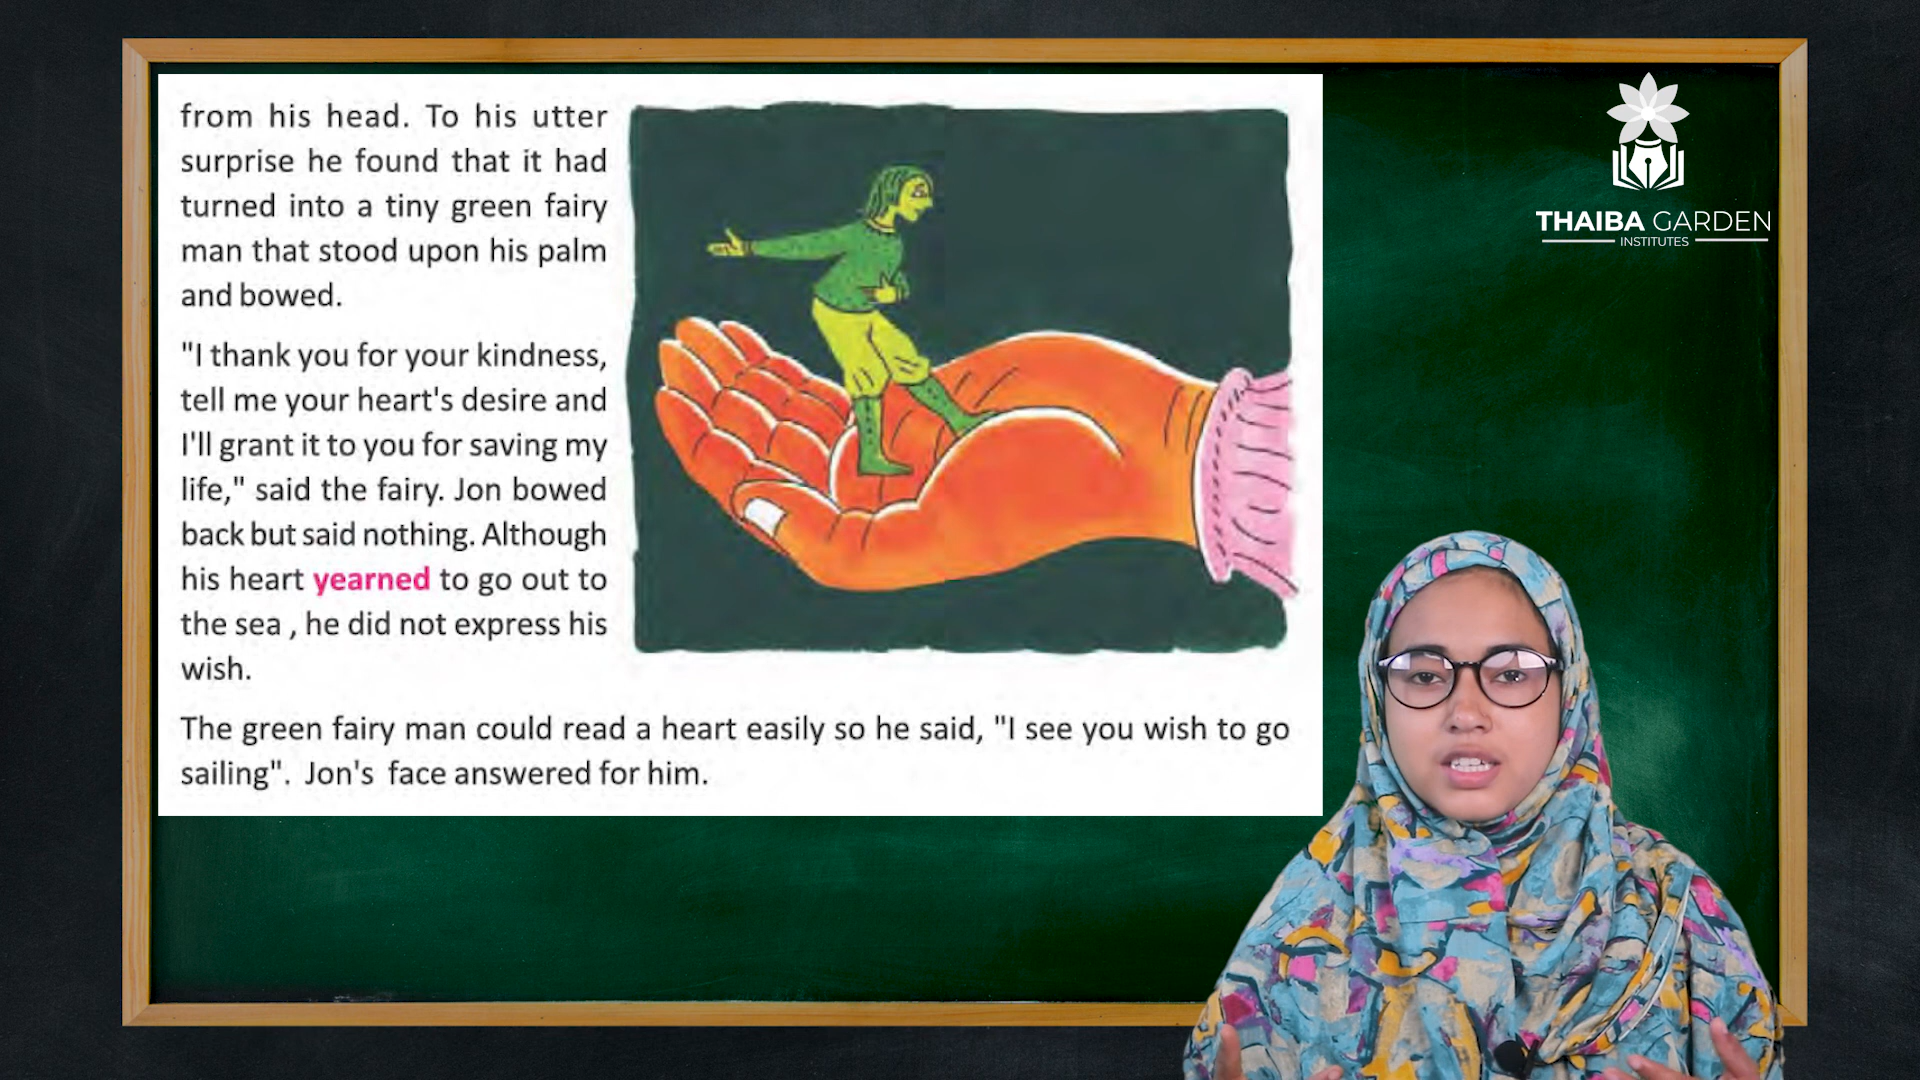 from his head. To his utter
surprise he found that it had
turned into a tiny green fairy
man that stood upon his palm
and bowed.
"I thank you for your kindness,
tell me your heart's desire and
I'll grant it to you for saving my
life," said the fairy. Jon bowed
back but said nothing. Although
his heart yearned to go out to
the sea , he did not express his
wish.
The green fairy man could read a heart easily so he said, "I see you wish to go
sailing". Jon's face answered for him.
THAIBA GARDEN
INSTITUTES